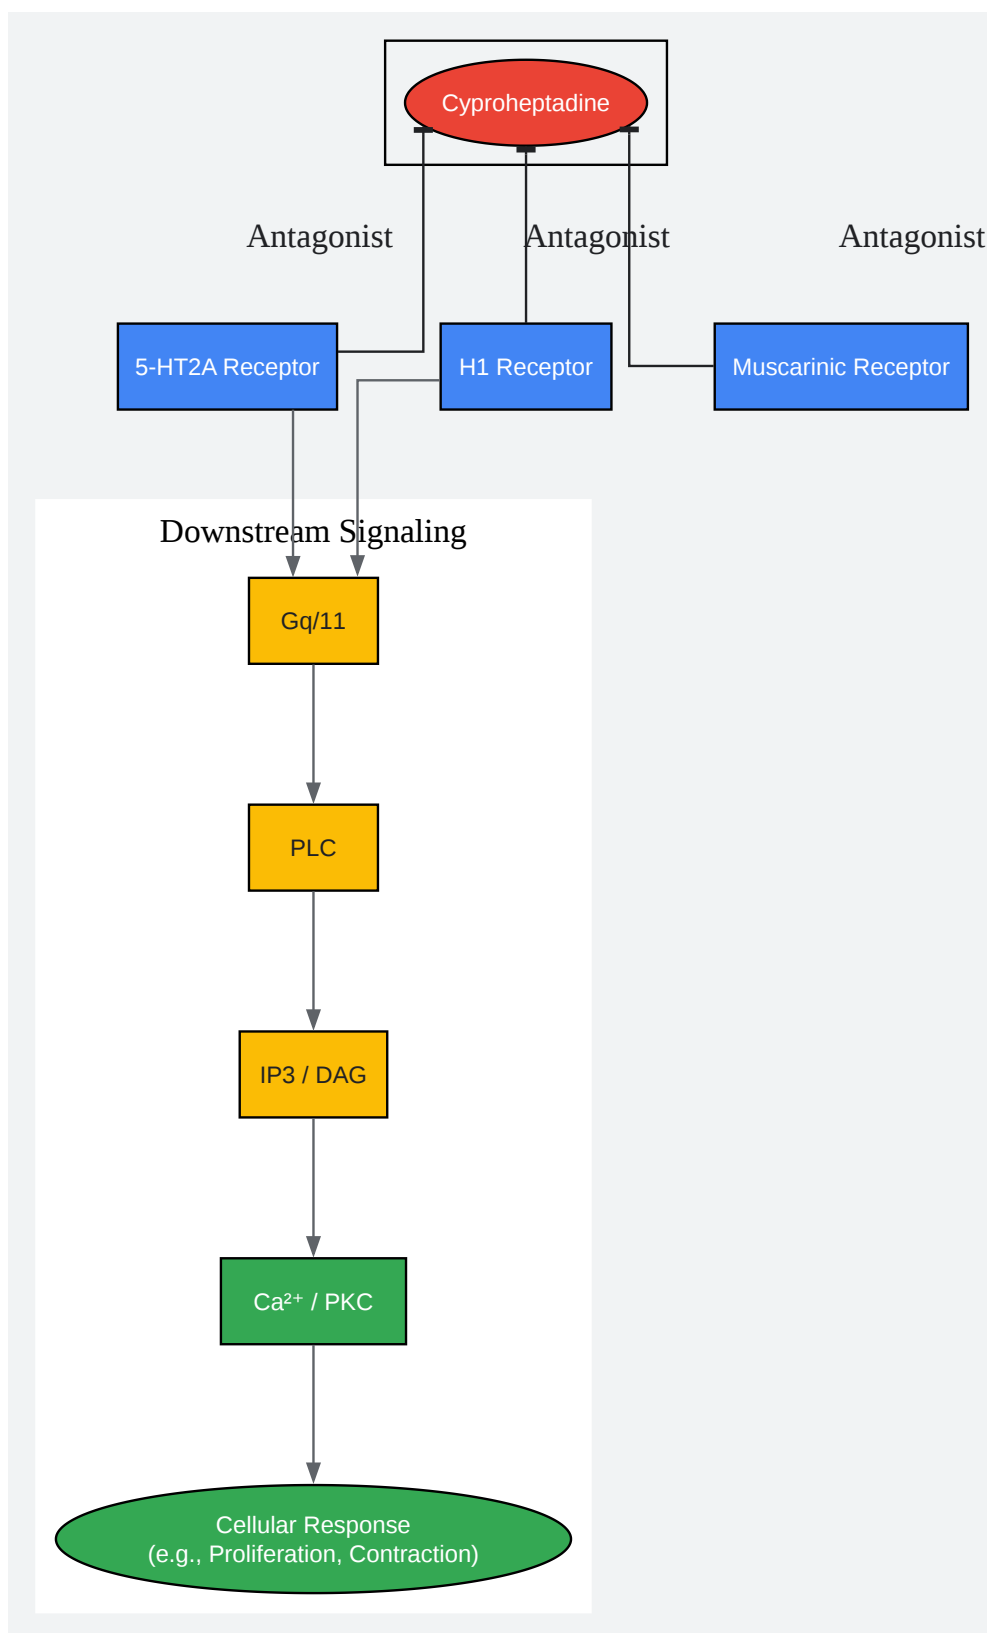 Cyproheptadine
Antagonist
Antagonist
Antagonist
5-HT2A Receptor
H1 Receptor
Muscarinic Receptor
Downstream Signaling
Gq/11
PLC
IP3 / DAG
Ca²⁺ / PKC
Cellular Response
(e.g., Proliferation, Contraction)